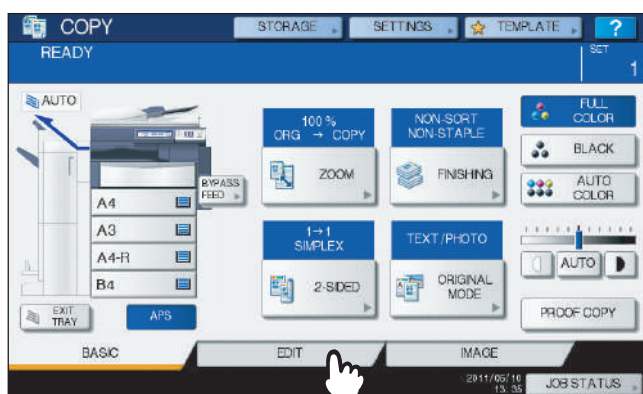 COPY
STORAGE
SETTINGS
TEMPLATE
?
READY
SET
1
AUTO
100 %
ORG → COPY
ZOOM
NON-SORT
NON-STAPLE
FINISHING
FULL
COLOR
BLACK
AUTO
COLOR
BYPASS
FEED
A4
A3
A4-R
B4
1→1
SIMPLEX
2-SIDED
TEXT/PHOTO
ORIGINAL
MODE
AUTO
EXIT
TRAY
APS
PROOF COPY
BASIC
EDIT
IMAGE
2011/05/10
13:35
JOB STATUS